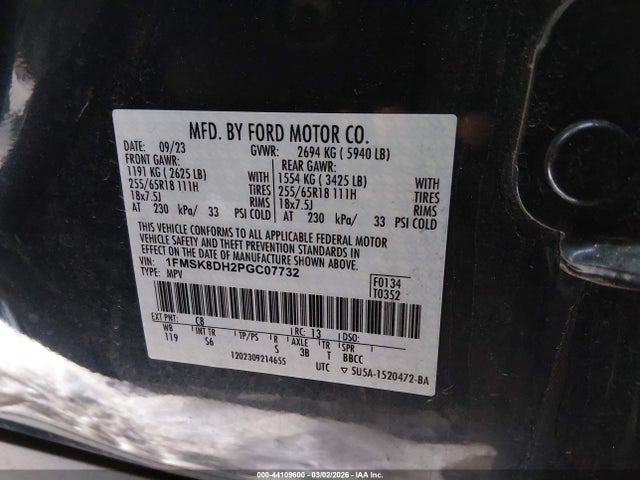 MFD. BY FORD MOTOR CO.
DATE: 09/23 GVWR: 2694 KG ( 5940 LB)
FRONT GAWR: REAR GAWR:
1191 KG ( 2625 LB) WITH 1554 KG ( 3425 LB) WITH
255/65R18 111H TIRES 255/65R18 111H TIRES
18x7.5J RIMS 18x7.5J RIMS
AT 230 kPa/ 33 PSI COLD AT 230 kPa/ 33 PSI COLD
THIS VEHICLE CONFORMS TO ALL APPLICABLE FEDERAL MOTOR
VEHICLE SAFETY AND THEFT PREVENTION STANDARDS IN
EFFECT ON THE DATE OF MANUFACTURE SHOWN ABOVE.
VIN: 1FMSK8DH2PGC07732
TYPE: MPV
F0134
T0352
EXT PNT: C8 RC: 13 DSO:
WB INT TR TP/PS R AXLE TR SPR
119 S6 S 3B T BBCC
1202309214655 UTC ▽ 5U5A-1520472-BA
000-44109600 - 03/02/2026 - IAA Inc.